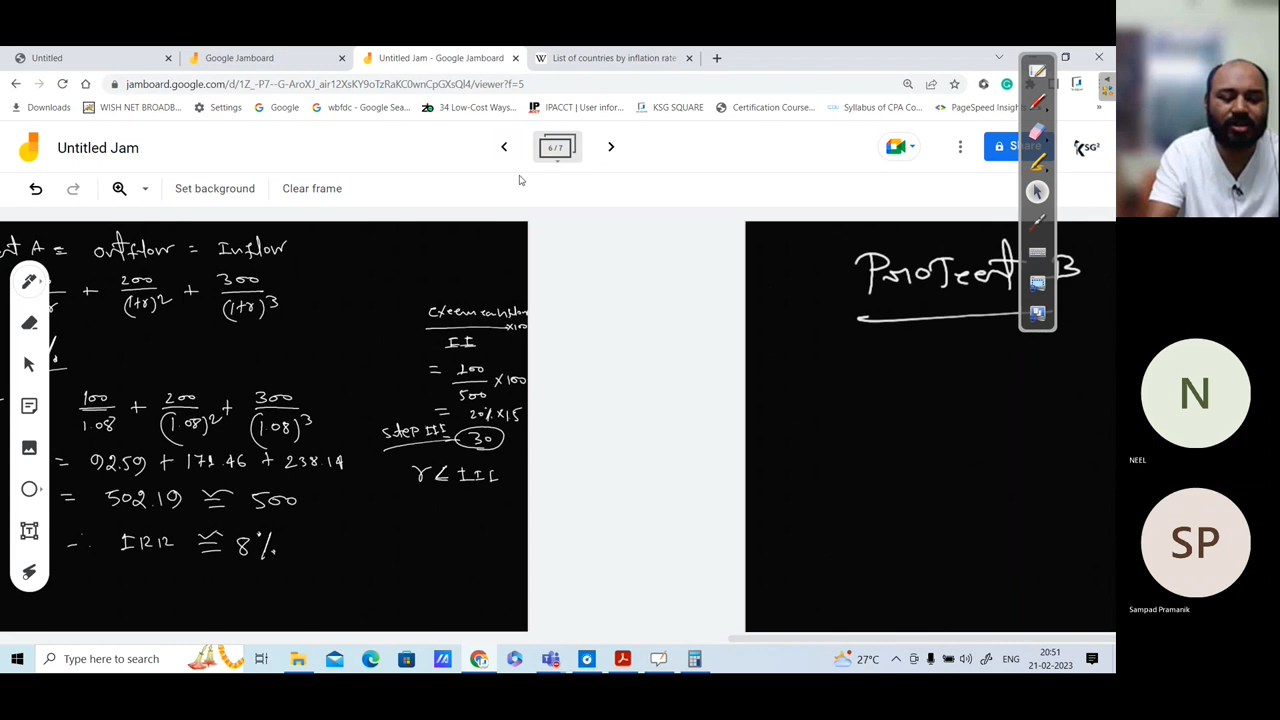 Untitled
Google Jamboard
Untitled Jam - Google Jamboard
List of countries by inflation rate
jamboard.google.com/d/1Z_-P7--G-AroXJ_air12XsKY9oTzRaKC0wnCpGXsQl4/viewer?f=5
Downloads
WISH NET BROADB...
Settings
Google
wbfdc - Google Sea...
34 Low-Cost Ways...
IPACCT | User infor...
KSG SQUARE
Certification Course...
Syllabus of CPA Co...
PageSpeed Insights
Untitled Jam
6 / 7
Share
KSG²
Set background
Clear frame
A = outflow = Inflow
+ 200/(1+r)² + 300/(1+r)³
100/1.08 + 200/(1.08)² + 300/(1.08)³
= 92.59 + 171.46 + 238.14
= 502.19 ≅ 500
∴ IRR ≅ 8%
×100
II
= 100/500 ×100
= 20% ×15
Step III = 30
r < III
ProJect B
N
NEEL
SP
Sampad Pramanik
Type here to search
27°C
ENG
20:51
21-02-2023